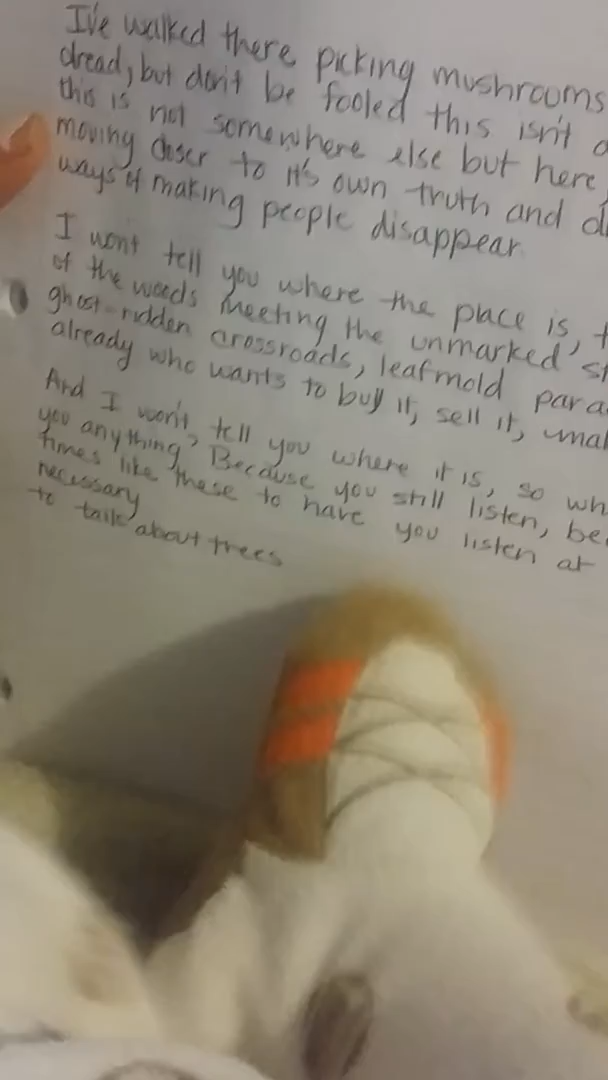 I've walked there picking mushrooms
dread, but don't be fooled this isn't a
this is not somewhere else but here,
moving closer to it's own truth and
ways of making people disappear.
I wont tell you where the place is,
of the woods meeting the unmarked
ghost-ridden crossroads, leafmold
already who wants to buy it, sell it,
And I won't tell you where it is, so
you anything? Because you still listen,
times like these to have you listen at
necessary
to talk about trees